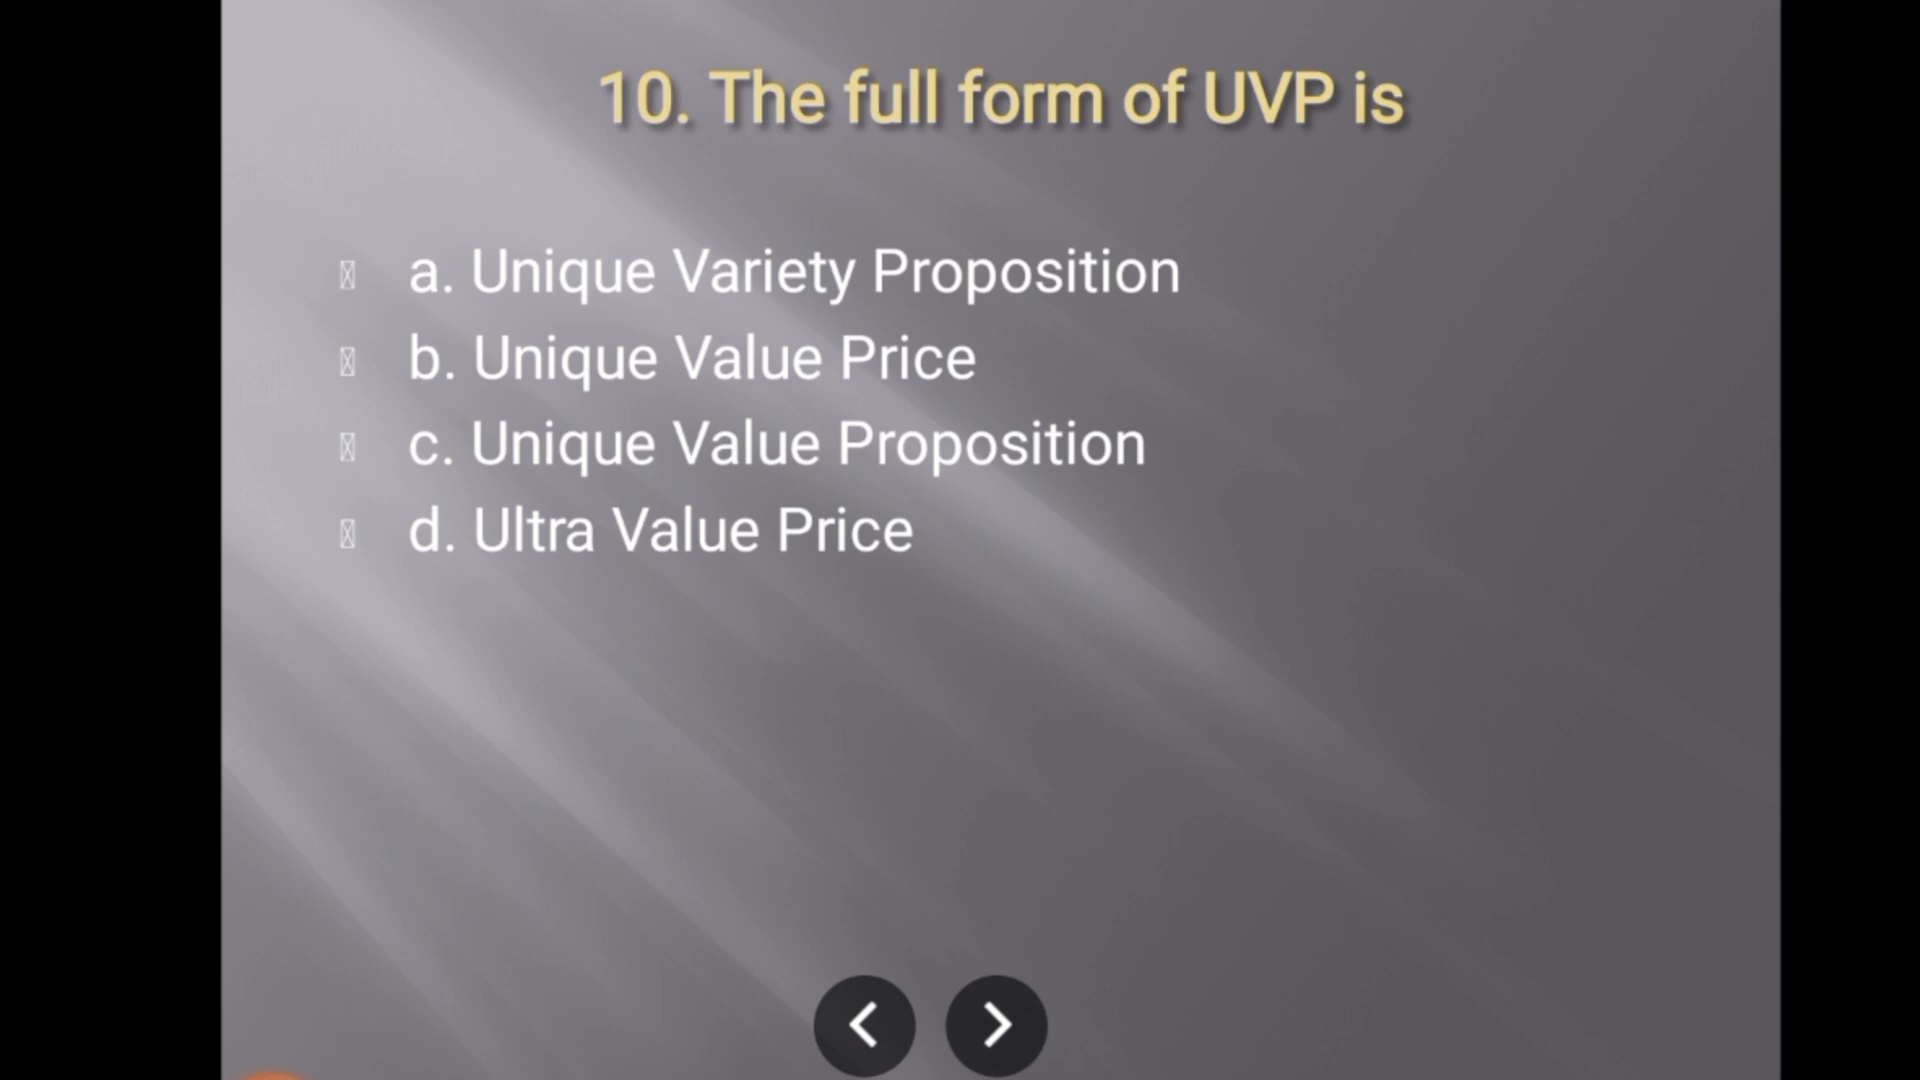 10. The full form of UVP is
a. Unique Variety Proposition
b. Unique Value Price
c. Unique Value Proposition
d. Ultra Value Price